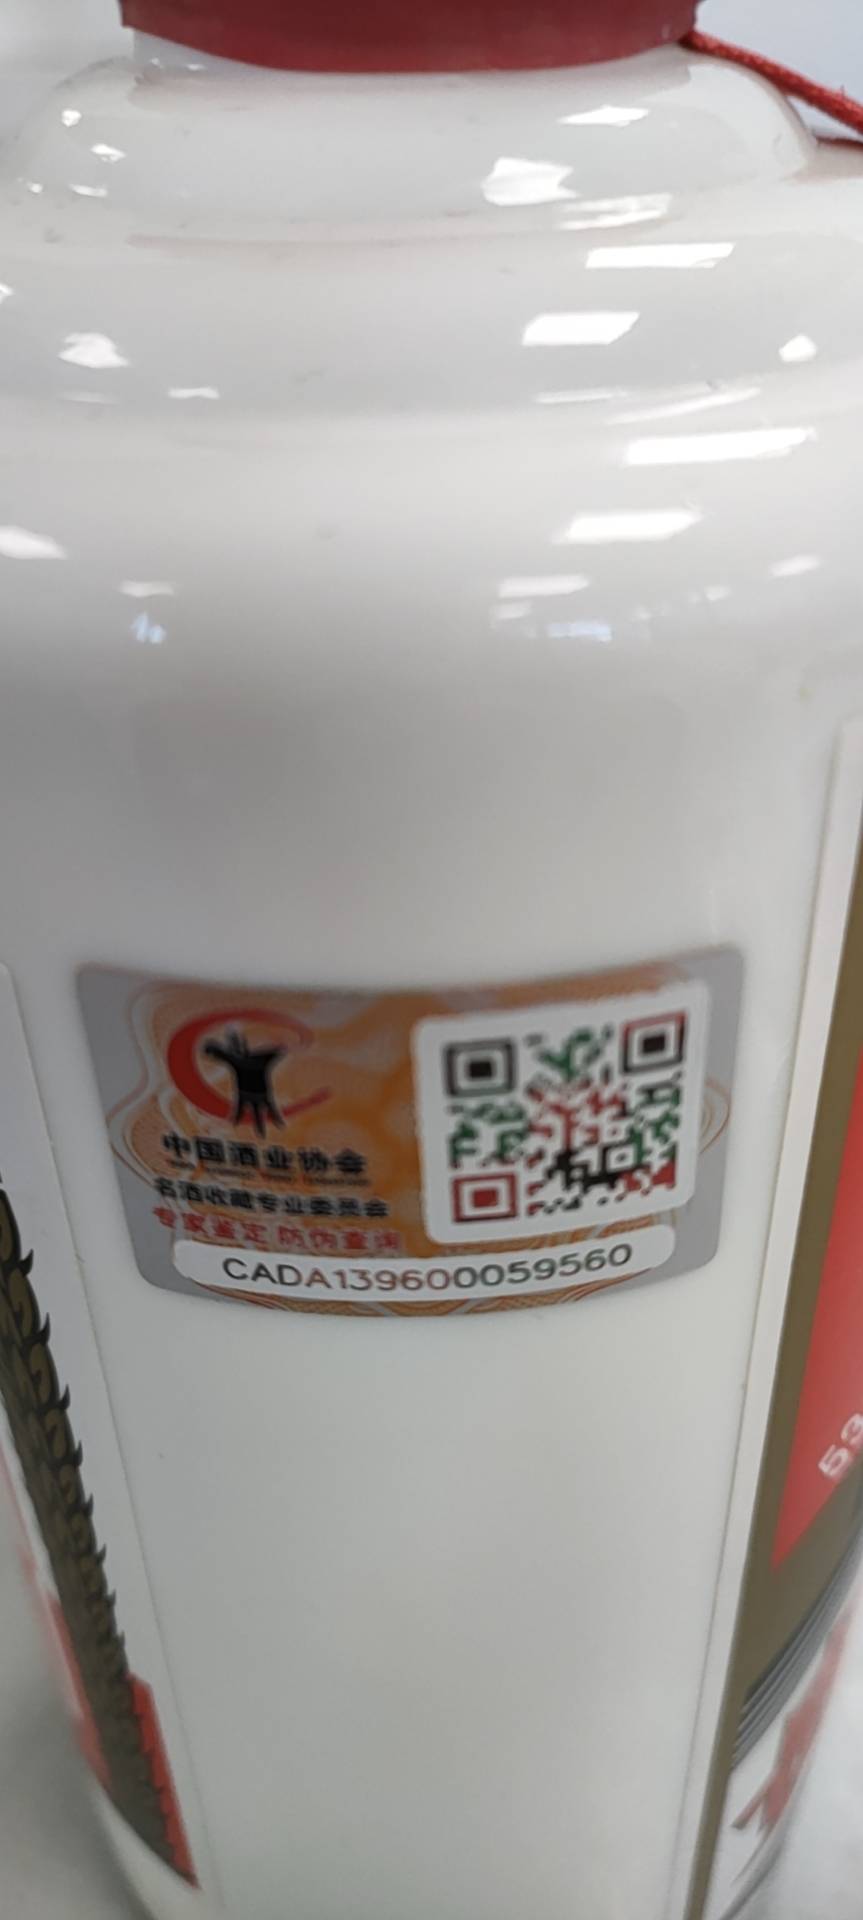 中国酒业协会
名酒收藏专业委员会
专家鉴定 防伪查询
CADA139600059560
53